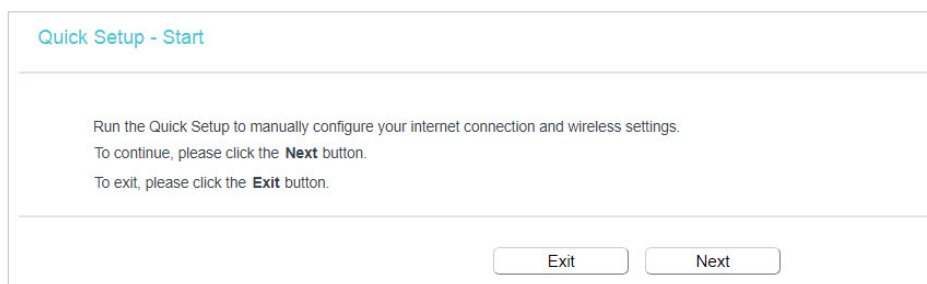 Quick Setup - Start
Run the Quick Setup to manually configure your internet connection and wireless settings.
To continue, please click the Next button.
To exit, please click the Exit button.
Exit
Next